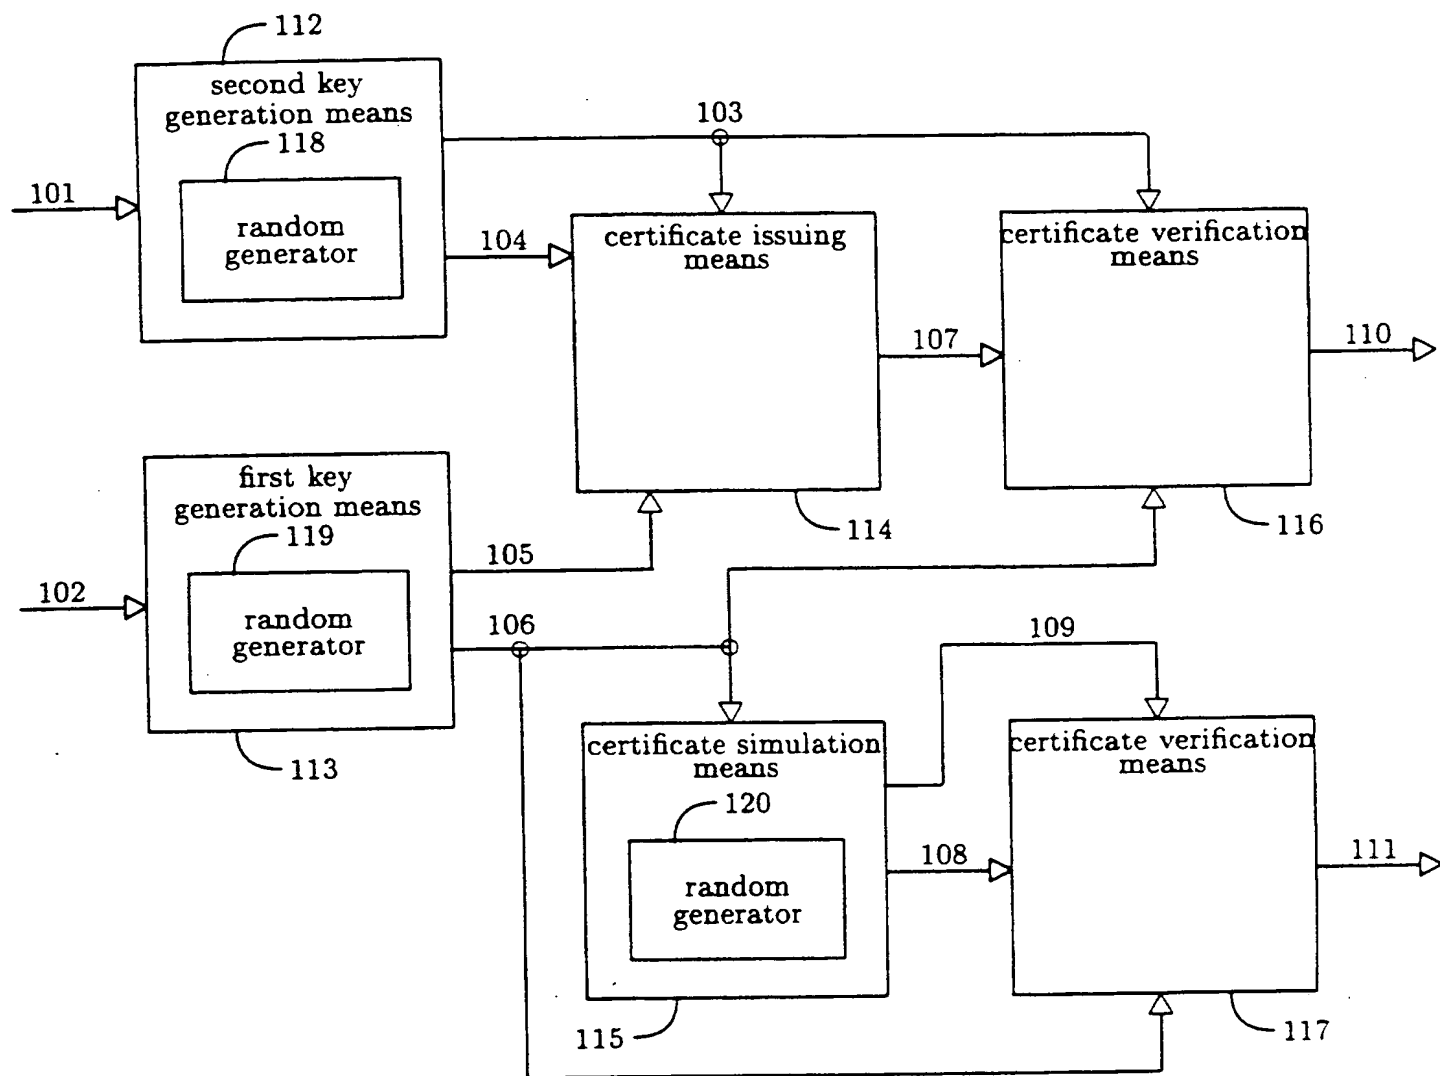 112
second key
generation means
118
random
generator
101
103
104
certificate issuing
means
certificate verification
means
107
110
114
116
first key
generation means
119
random
generator
102
105
106
113
109
certificate simulation
means
120
random
generator
108
certificate verification
means
111
115
117